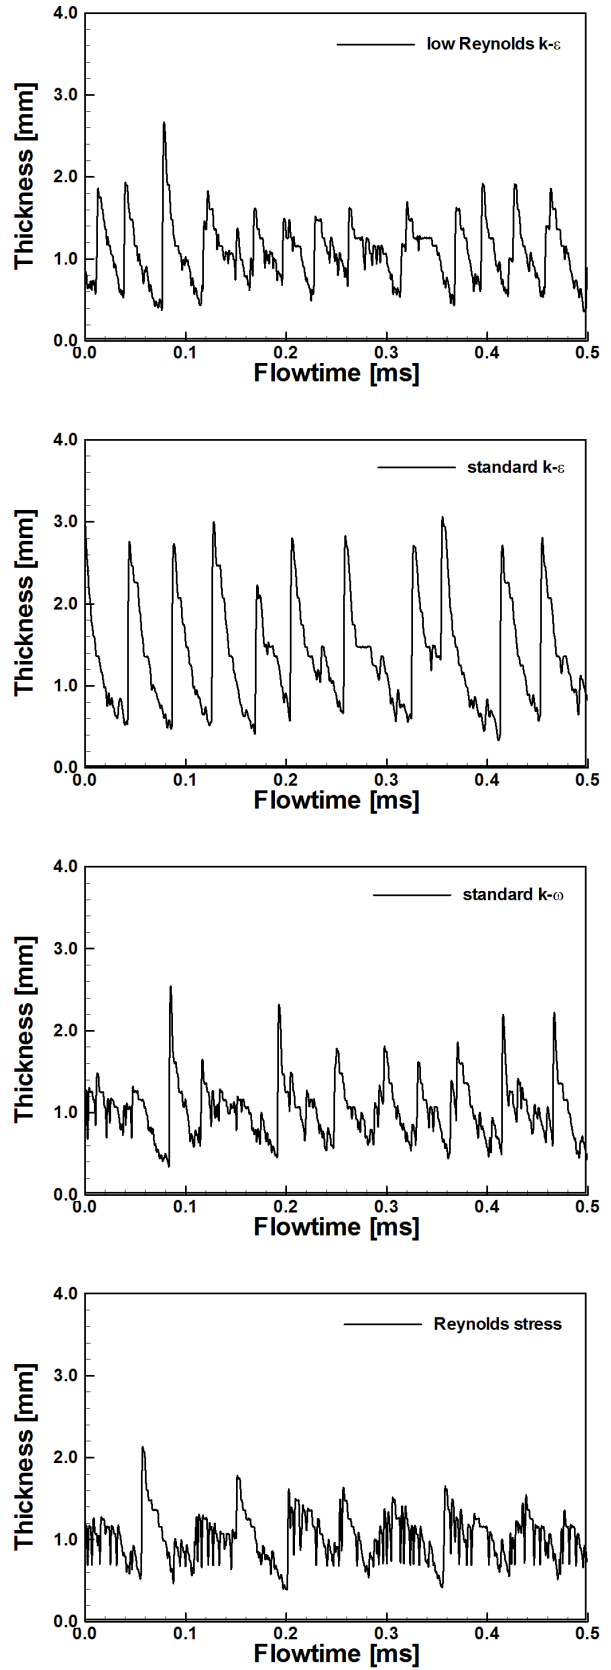 4.0
low Reynolds k-ε
3.0
Thickness [mm]
2.0
1.0
0.0
0.0 0.1 0.2 0.3 0.4 0.5
Flowtime [ms]
4.0
standard k-ε
3.0
Thickness [mm]
2.0
1.0
0.0
0.0 0.1 0.2 0.3 0.4 0.5
Flowtime [ms]
4.0
standard k-ω
3.0
Thickness [mm]
2.0
1.0
0.0
0.0 0.1 0.2 0.3 0.4 0.5
Flowtime [ms]
4.0
Reynolds stress
3.0
Thickness [mm]
2.0
1.0
0.0
0.0 0.1 0.2 0.3 0.4 0.5
Flowtime [ms]